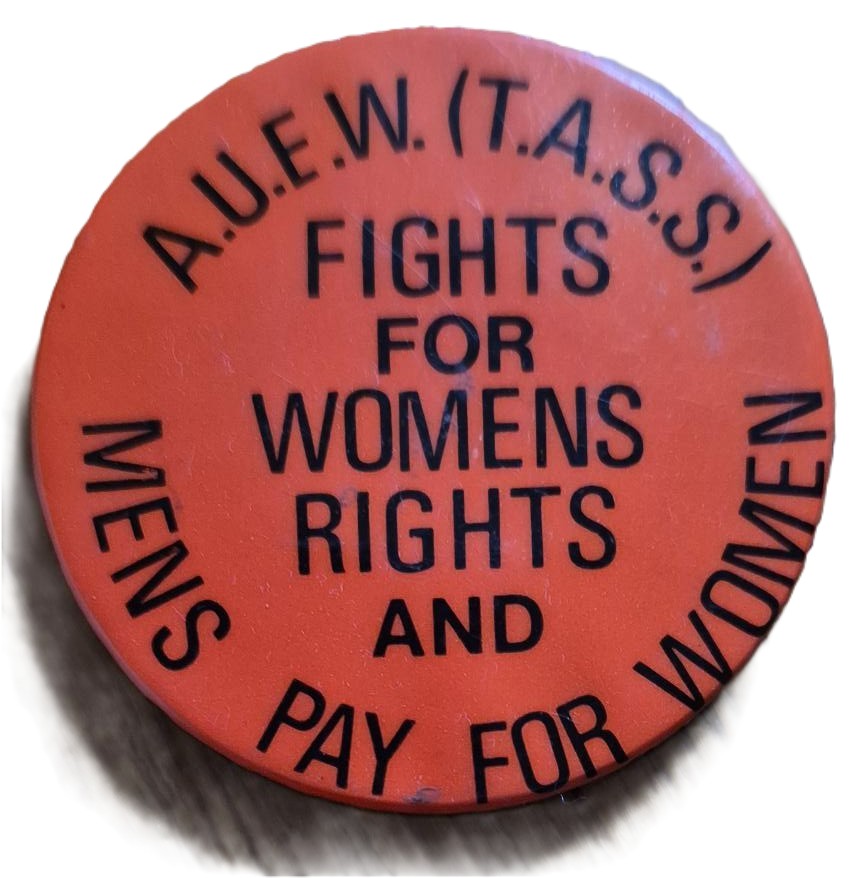 A.U.E.W. (T.A.S.S.)
FIGHTS
FOR
WOMENS
RIGHTS
AND
MENS PAY FOR WOMEN